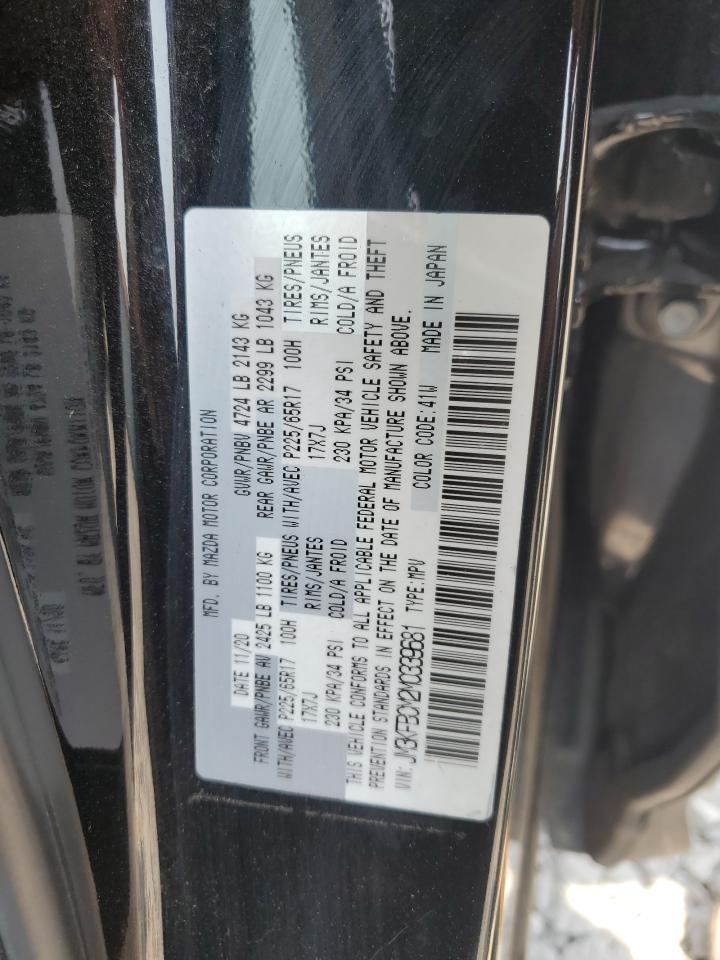 MFD. BY MAZDA MOTOR CORPORATION
DATE 11/20 GVWR/PNBV 4724 LB 2143 KG
FRONT GAWR/PNBE AV 2425 LB 1100 KG REAR GAWR/PNBE AR 2299 LB 1043 KG
WITH/AVEC P225/65R17 100H TIRES/PNEUS WITH/AVEC P225/65R17 100H TIRES/PNEUS
17X7J RIMS/JANTES 17X7J RIMS/JANTES
230 KPA/34 PSI COLD/A FROID 230 KPA/34 PSI COLD/A FROID
THIS VEHICLE CONFORMS TO ALL APPLICABLE FEDERAL MOTOR VEHICLE SAFETY AND THEFT
PREVENTION STANDARDS IN EFFECT ON THE DATE OF MANUFACTURE SHOWN ABOVE.
VIN: JM3KFBCM2M0339681 TYPE:MPV COLOR CODE:41W MADE IN JAPAN